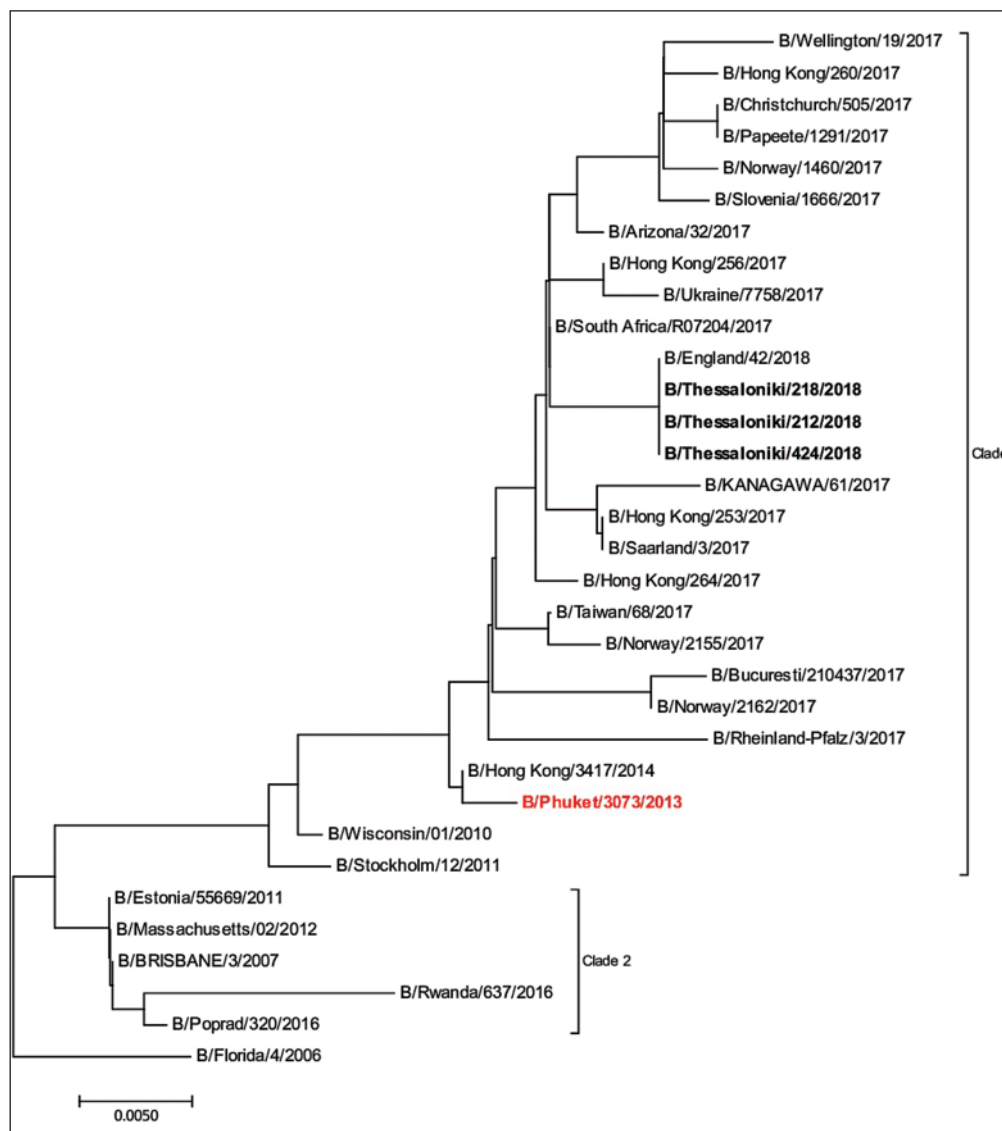 B/Wellington/19/2017
B/Hong Kong/260/2017
B/Christchurch/505/2017
B/Papeete/1291/2017
B/Norway/1460/2017
B/Slovenia/1666/2017
B/Arizona/32/2017
B/Hong Kong/256/2017
B/Ukraine/7758/2017
B/South Africa/R07204/2017
B/England/42/2018
B/Thessaloniki/218/2018
B/Thessaloniki/212/2018
B/Thessaloniki/424/2018
Clade
B/KANAGAWA/61/2017
B/Hong Kong/253/2017
B/Saarland/3/2017
B/Hong Kong/264/2017
B/Taiwan/68/2017
B/Norway/2155/2017
B/Bucuresti/210437/2017
B/Norway/2162/2017
B/Rheinland-Pfalz/3/2017
B/Hong Kong/3417/2014
B/Phuket/3073/2013
B/Wisconsin/01/2010
B/Stockholm/12/2011
B/Estonia/55669/2011
B/Massachusetts/02/2012
B/BRISBANE/3/2007
Clade 2
B/Rwanda/637/2016
B/Poprad/320/2016
B/Florida/4/2006
0.0050